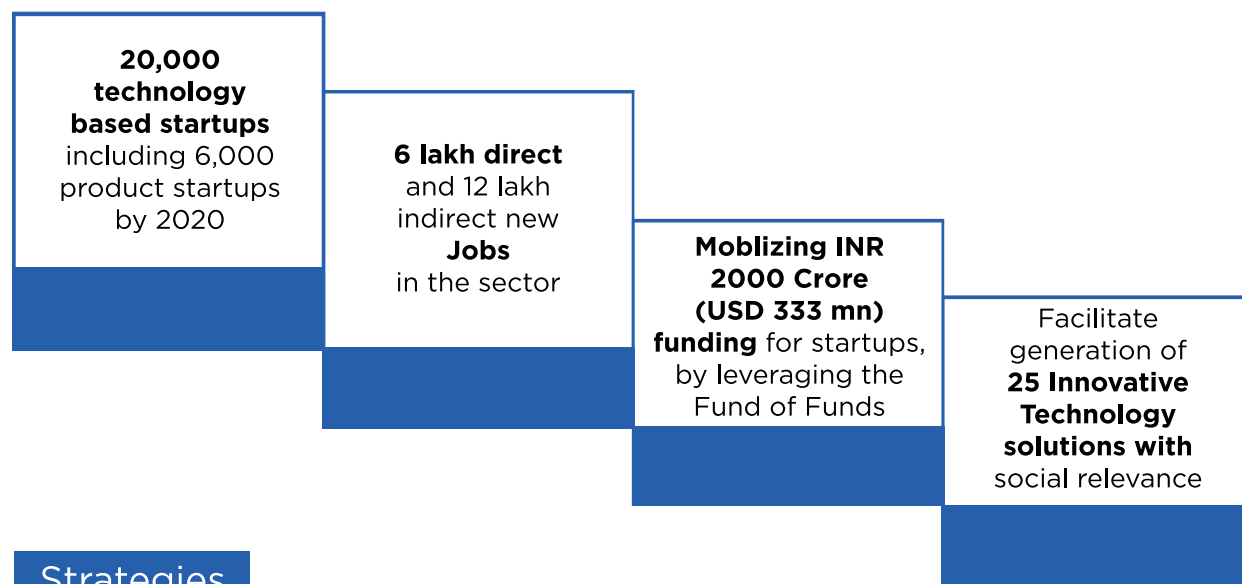 20,000
technology
based startups
including 6,000
product startups
by 2020
6 lakh direct
and 12 lakh
indirect new
Jobs
in the sector
Moblizing INR
2000 Crore
(USD 333 mn)
funding for startups,
by leveraging the
Fund of Funds
Facilitate
generation of
25 Innovative
Technology
solutions with
social relevance
Strategies